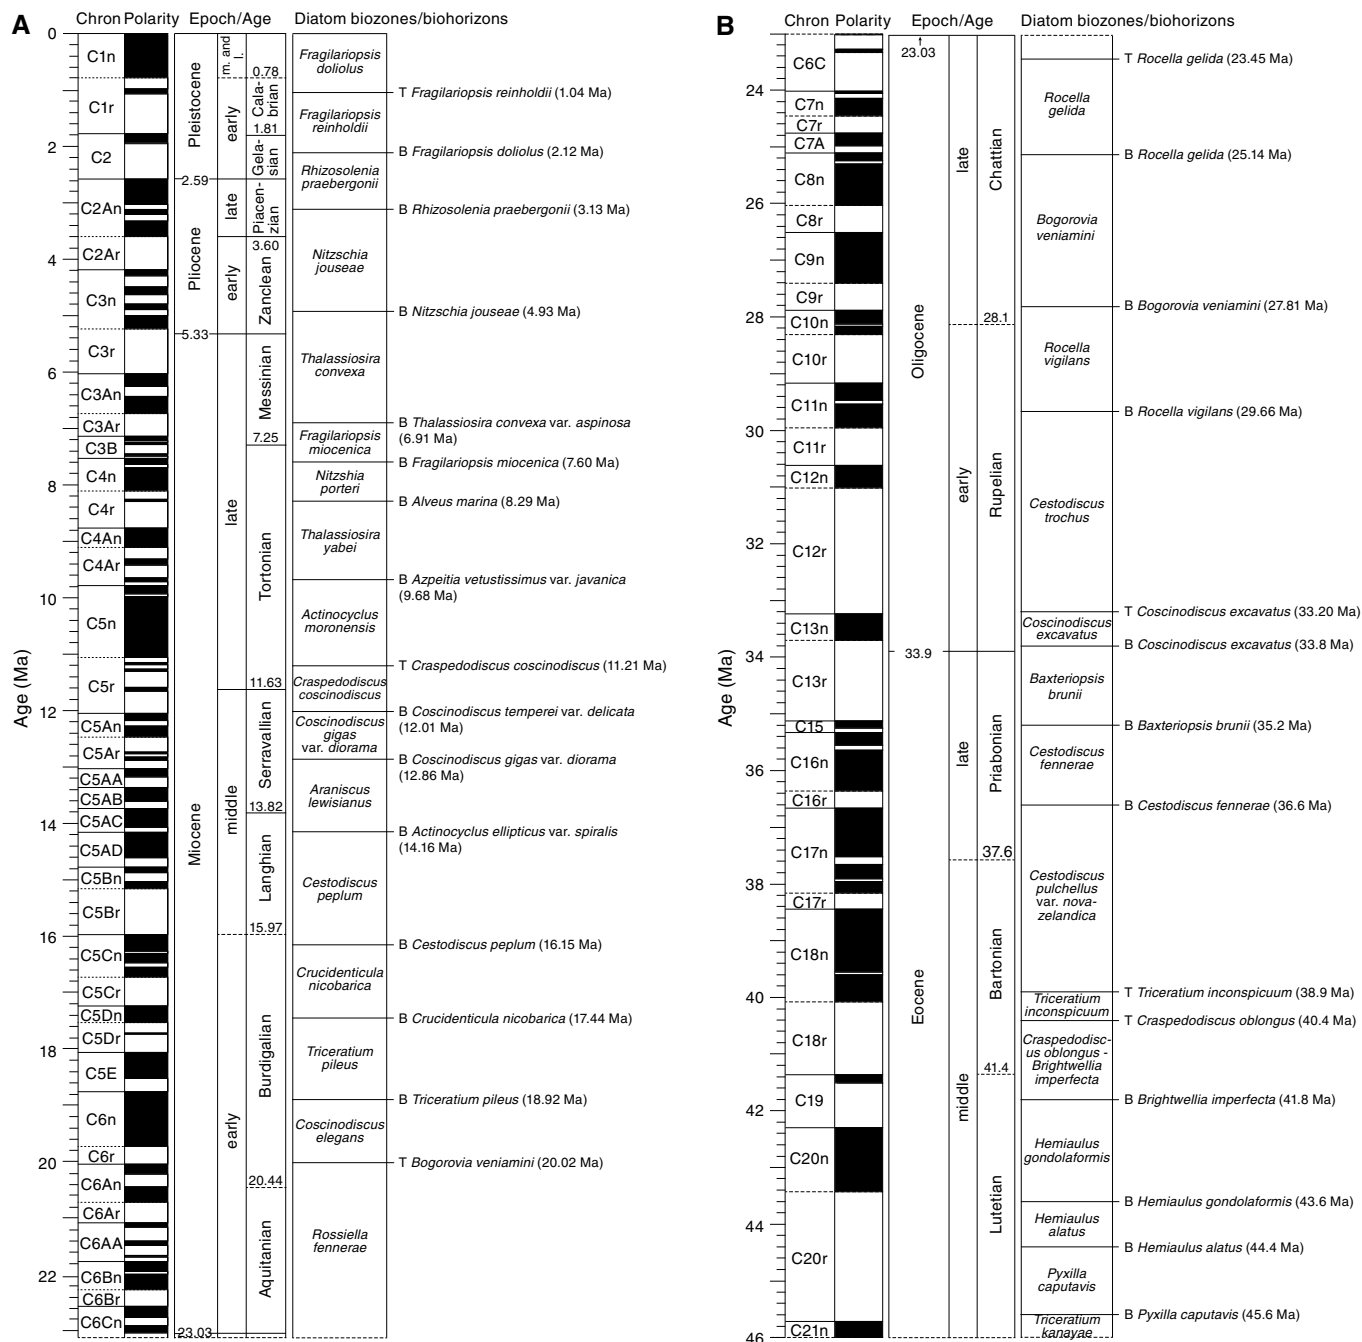 A
Chron Polarity Epoch/Age Diatom biozones/biohorizons
Age (Ma)
0
2
4
6
8
10
12
14
16
18
20
22
C1n
C1r
C2
C2An
C2Ar
C3n
C3r
C3An
C3Ar
C3B
C4n
C4r
C4An
C4Ar
C5n
C5r
C5An
C5Ar
C5AA
C5AB
C5AC
C5AD
C5Bn
C5Br
C5Cn
C5Cr
C5Dn
C5Dr
C5E
C6n
C6r
C6An
C6Ar
C6AA
C6Bn
C6Br
C6Cn
Pleistocene
2.59
Pliocene
5.33
Miocene
23.03
m. and
l.
early
late
early
late
middle
early
0.78
Cala-
brian
1.81
Gela-
sian
Piacen-
zian
3.60
Zanclean
Messinian
7.25
Tortonian
11.63
Serravallian
13.82
Langhian
15.97
Burdigalian
20.44
Aquitanian
Fragilariopsis
doliolus
Fragilariopsis
reinholdii
Rhizosolenia
praebergonii
Nitzschia
jouseae
Thalassiosira
convexa
Fragilariopsis
miocenica
Nitzshia
porteri
Thalassiosira
yabei
Actinocyclus
moronensis
Craspedodiscus
coscinodiscus
Coscinodiscus
gigas
var. diorama
Araniscus
lewisianus
Cestodiscus
peplum
Crucidenticula
nicobarica
Triceratium
pileus
Coscinodiscus
elegans
Rossiella
fennerae
T Fragilariopsis reinholdii (1.04 Ma)
B Fragilariopsis doliolus (2.12 Ma)
B Rhizosolenia praebergonii (3.13 Ma)
B Nitzschia jouseae (4.93 Ma)
B Thalassiosira convexa var. aspinosa
(6.91 Ma)
B Fragilariopsis miocenica (7.60 Ma)
B Alveus marina (8.29 Ma)
B Azpeitia vetustissimus var. javanica
(9.68 Ma)
T Craspedodiscus coscinodiscus (11.21 Ma)
B Coscinodiscus temperei var. delicata
(12.01 Ma)
B Coscinodiscus gigas var. diorama
(12.86 Ma)
B Actinocyclus ellipticus var. spiralis
(14.16 Ma)
B Cestodiscus peplum (16.15 Ma)
B Crucidenticula nicobarica (17.44 Ma)
B Triceratium pileus (18.92 Ma)
T Bogorovia veniamini (20.02 Ma)
B
Chron Polarity Epoch/Age Diatom biozones/biohorizons
Age (Ma)
24
26
28
30
32
34
36
38
40
42
44
46
C6C
C7n
C7r
C7A
C8n
C8r
C9n
C9r
C10n
C10r
C11n
C11r
C12n
C12r
C13n
C13r
C15
C16n
C16r
C17n
C17r
C18n
C18r
C19
C20n
C20r
C21n
23.03
Oligocene
33.9
Eocene
late
early
late
middle
Chattian
28.1
Rupelian
Priabonian
37.6
Bartonian
41.4
Lutetian
Rocella
gelida
Bogorovia
veniamini
Rocella
vigilans
Cestodiscus
trochus
Coscinodiscus
excavatus
Baxteriopsis
brunii
Cestodiscus
fennerae
Cestodiscus
pulchellus
var. nova-
zelandica
Triceratium
inconspicuum
Craspedodisc-
us oblongus -
Brightwellia
imperfecta
Hemiaulus
gondolaformis
Hemiaulus
alatus
Pyxilla
caputavis
Triceratium
kanayae
T Rocella gelida (23.45 Ma)
B Rocella gelida (25.14 Ma)
B Bogorovia veniamini (27.81 Ma)
B Rocella vigilans (29.66 Ma)
T Coscinodiscus excavatus (33.20 Ma)
B Coscinodiscus excavatus (33.8 Ma)
B Baxteriopsis brunii (35.2 Ma)
B Cestodiscus fennerae (36.6 Ma)
T Triceratium inconspicuum (38.9 Ma)
T Craspedodiscus oblongus (40.4 Ma)
B Brightwellia imperfecta (41.8 Ma)
B Hemiaulus gondolaformis (43.6 Ma)
B Hemiaulus alatus (44.4 Ma)
B Pyxilla caputavis (45.6 Ma)